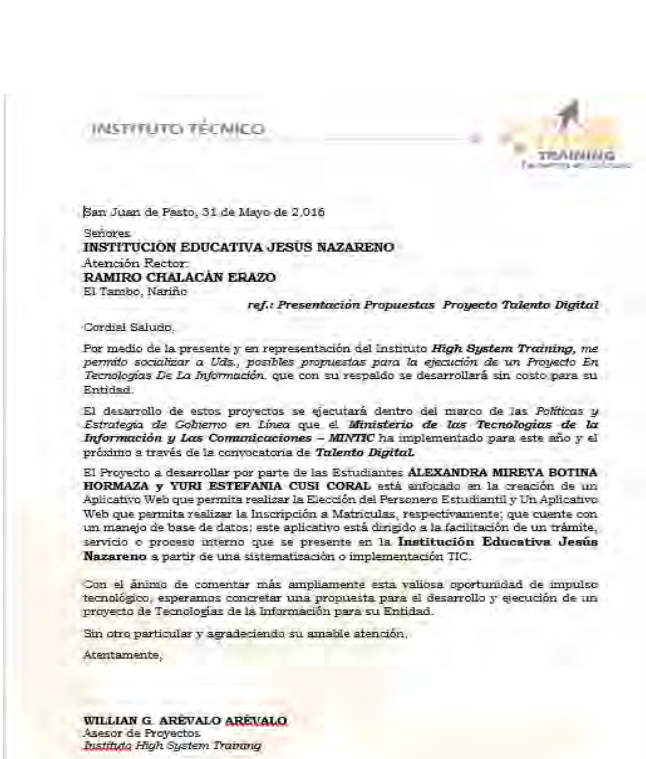 INSTITUTO TÉCNICO
TRAINING
San Juan de Pasto, 31 de Mayo de 2.016
Señores
INSTITUCIÓN EDUCATIVA JESÚS NAZARENO
Atención Rector:
RAMIRO CHALACÁN ERAZO
El Tambo, Nariño
ref.: Presentación Propuestas Proyecto Talento Digital
Cordial Saludo,
Por medio de la presente y en representación del Instituto High System Training, me
permito socializar a Uds., posibles propuestas para la ejecución de un Proyecto En
Tecnologías De La Información, que con su respaldo se desarrollará sin costo para su
Entidad.
El desarrollo de estos proyectos se ejecutará dentro del marco de las Políticas y
Estrategia de Gobierno en Línea que el Ministerio de las Tecnologías de la
Información y Las Comunicaciones – MINTIC ha implementado para este año y el
próximo a través de la convocatoria de Talento Digital.
El Proyecto a desarrollar por parte de las Estudiantes ALEXANDRA MIREYA BOTINA
HORMAZA y YURI ESTEFANIA CUSI CORAL está enfocado en la creación de un
Aplicativo Web que permita realizar la Elección del Personero Estudiantil y Un Aplicativo
Web que permita realizar la Inscripción a Matriculas, respectivamente; que cuente con
un manejo de base de datos; este aplicativo está dirigido a la facilitación de un trámite,
servicio o proceso interno que se presente en la Institución Educativa Jesús
Nazareno a partir de una sistematización o implementación TIC.
Con el ánimo de comentar más ampliamente esta valiosa oportunidad de impulso
tecnológico, esperamos concretar una propuesta para el desarrollo y ejecución de un
proyecto de Tecnologías de la Información para su Entidad.
Sin otro particular y agradeciendo su amable atención,
Atentamente,
WILLIAN G. ARÉVALO ARÉVALO
Asesor de Proyectos
Instituto High System Training